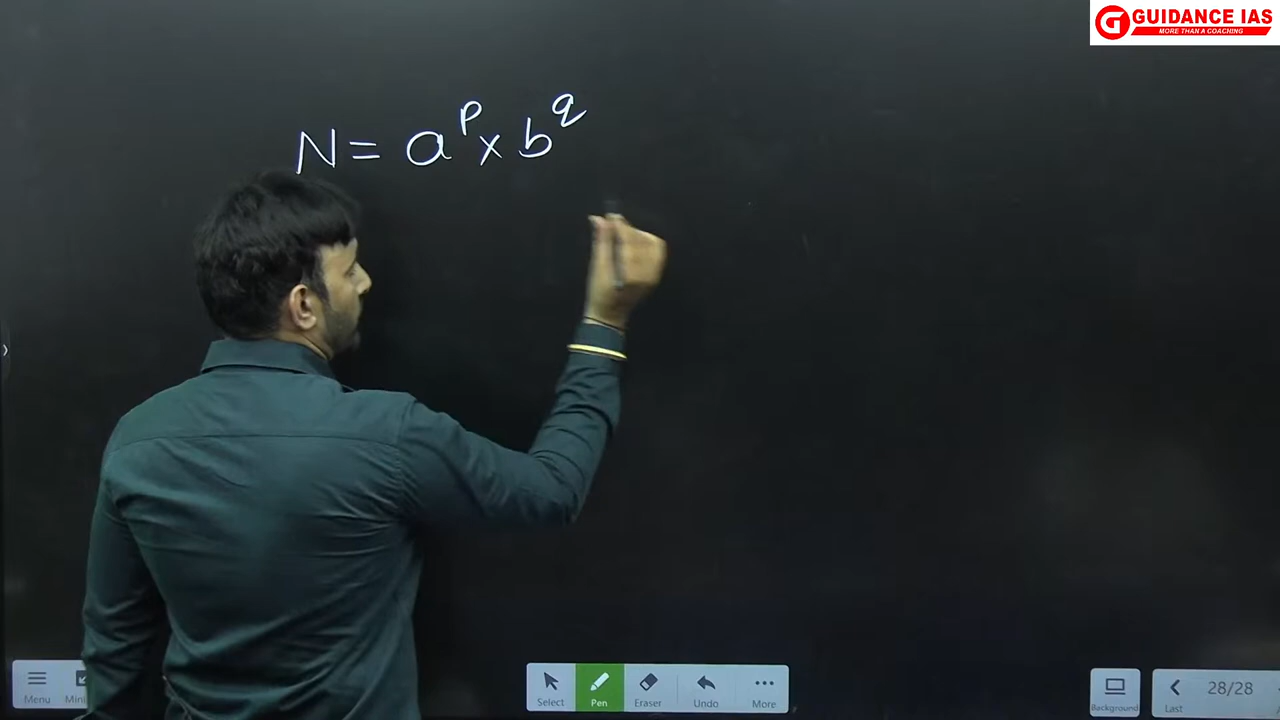 GUIDANCE IAS
MORE THAN A COACHING
N = a^p × b^q
Menu
Select
Pen
Eraser
Undo
More
Background
Last
28/28